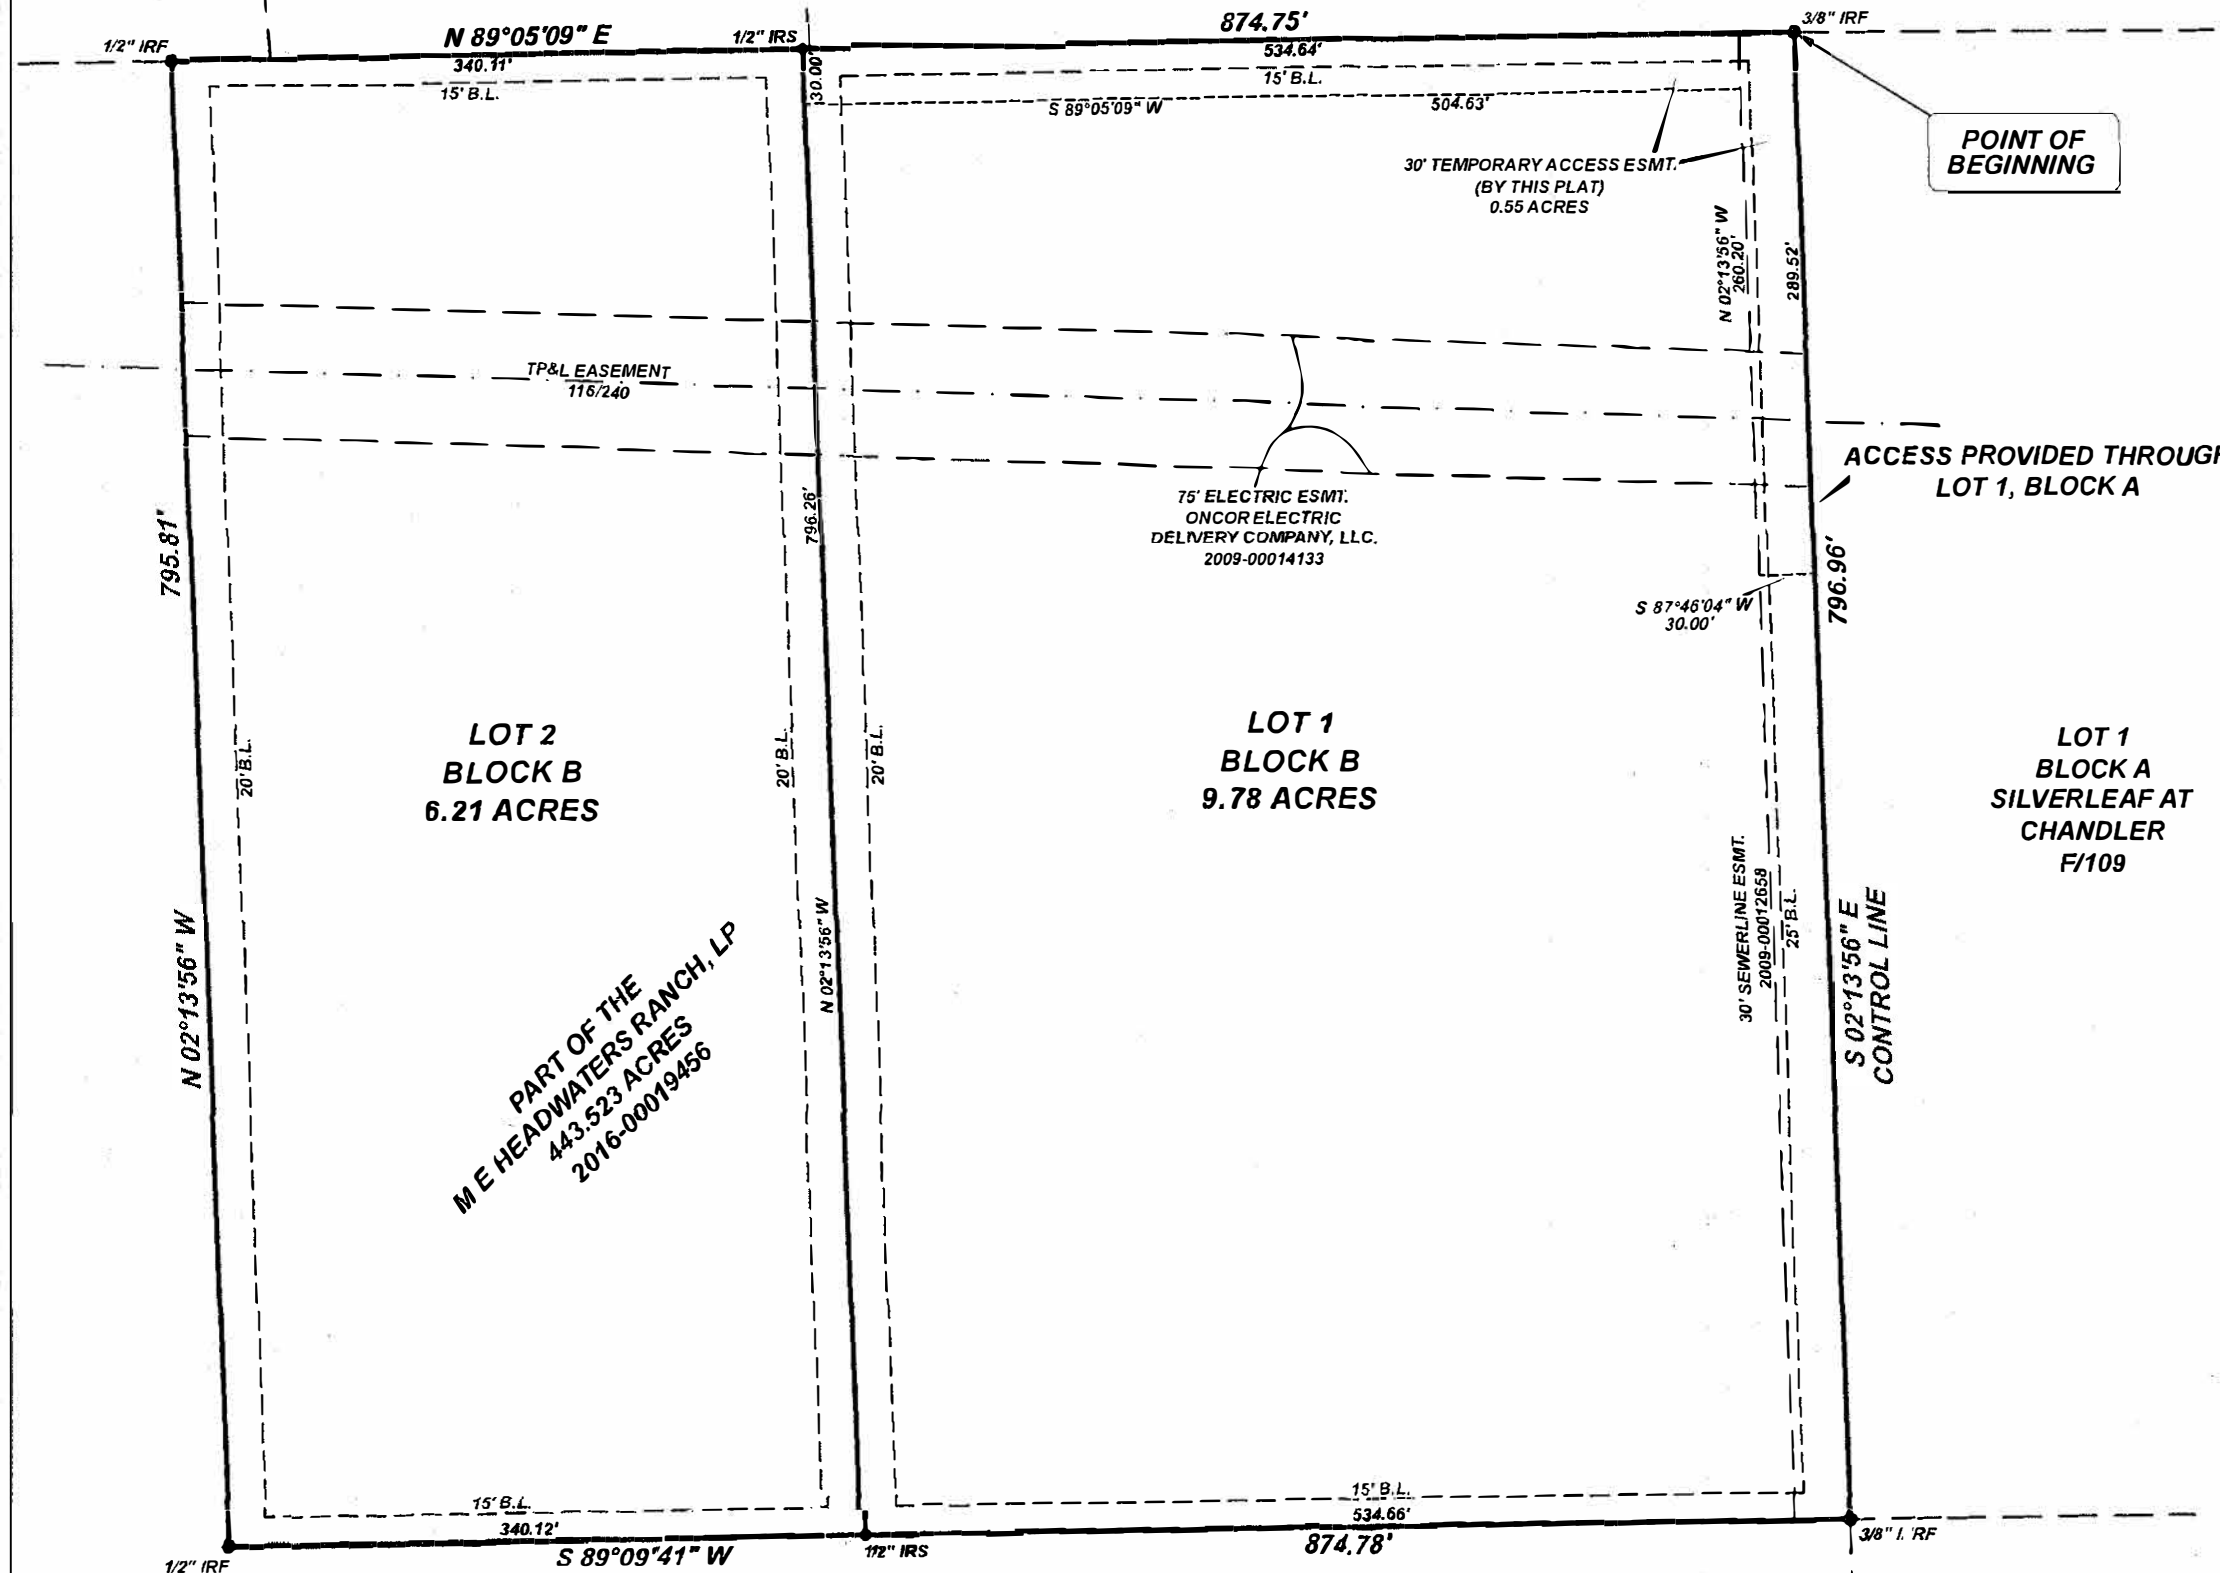 1/2" IRF
N 89°05'09" E
340.11'
15' B.L.
1/2" IRS
30.00'
874.75'
534.64'
15' B.L.
S 89°05'09" W
504.63'
3/8" IRF
POINT OF
BEGINNING
30' TEMPORARY ACCESS ESMT.
(BY THIS PLAT)
0.55 ACRES
N 02°13'56" W
260.20'
289.52'
TP&L EASEMENT
116/240
75' ELECTRIC ESMT.
ONCOR ELECTRIC
DELIVERY COMPANY, LLC.
2009-00014133
ACCESS PROVIDED THROUGH
LOT 1, BLOCK A
795.81'
N 02°13'56" W
796.26'
N 02°13'56" W
S 87°46'04" W
30.00'
796.96'
S 02°13'56" E
CONTROL LINE
20' B.L.
LOT 2
BLOCK B
6.21 ACRES
20' B.L.
20' B.L.
LOT 1
BLOCK B
9.78 ACRES
LOT 1
BLOCK A
SILVERLEAF AT
CHANDLER
F/109
30' SEWERLINE ESMT.
2009-00012658
25' B.L.
PART OF THE
M E HEADWATERS RANCH, LP
443.523 ACRES
2016-00019456
15' B.L.
340.12'
S 89°09'41" W
1/2" IRF
1/2" IRS
15' B.L.
534.66'
874.78'
3/8" IRF